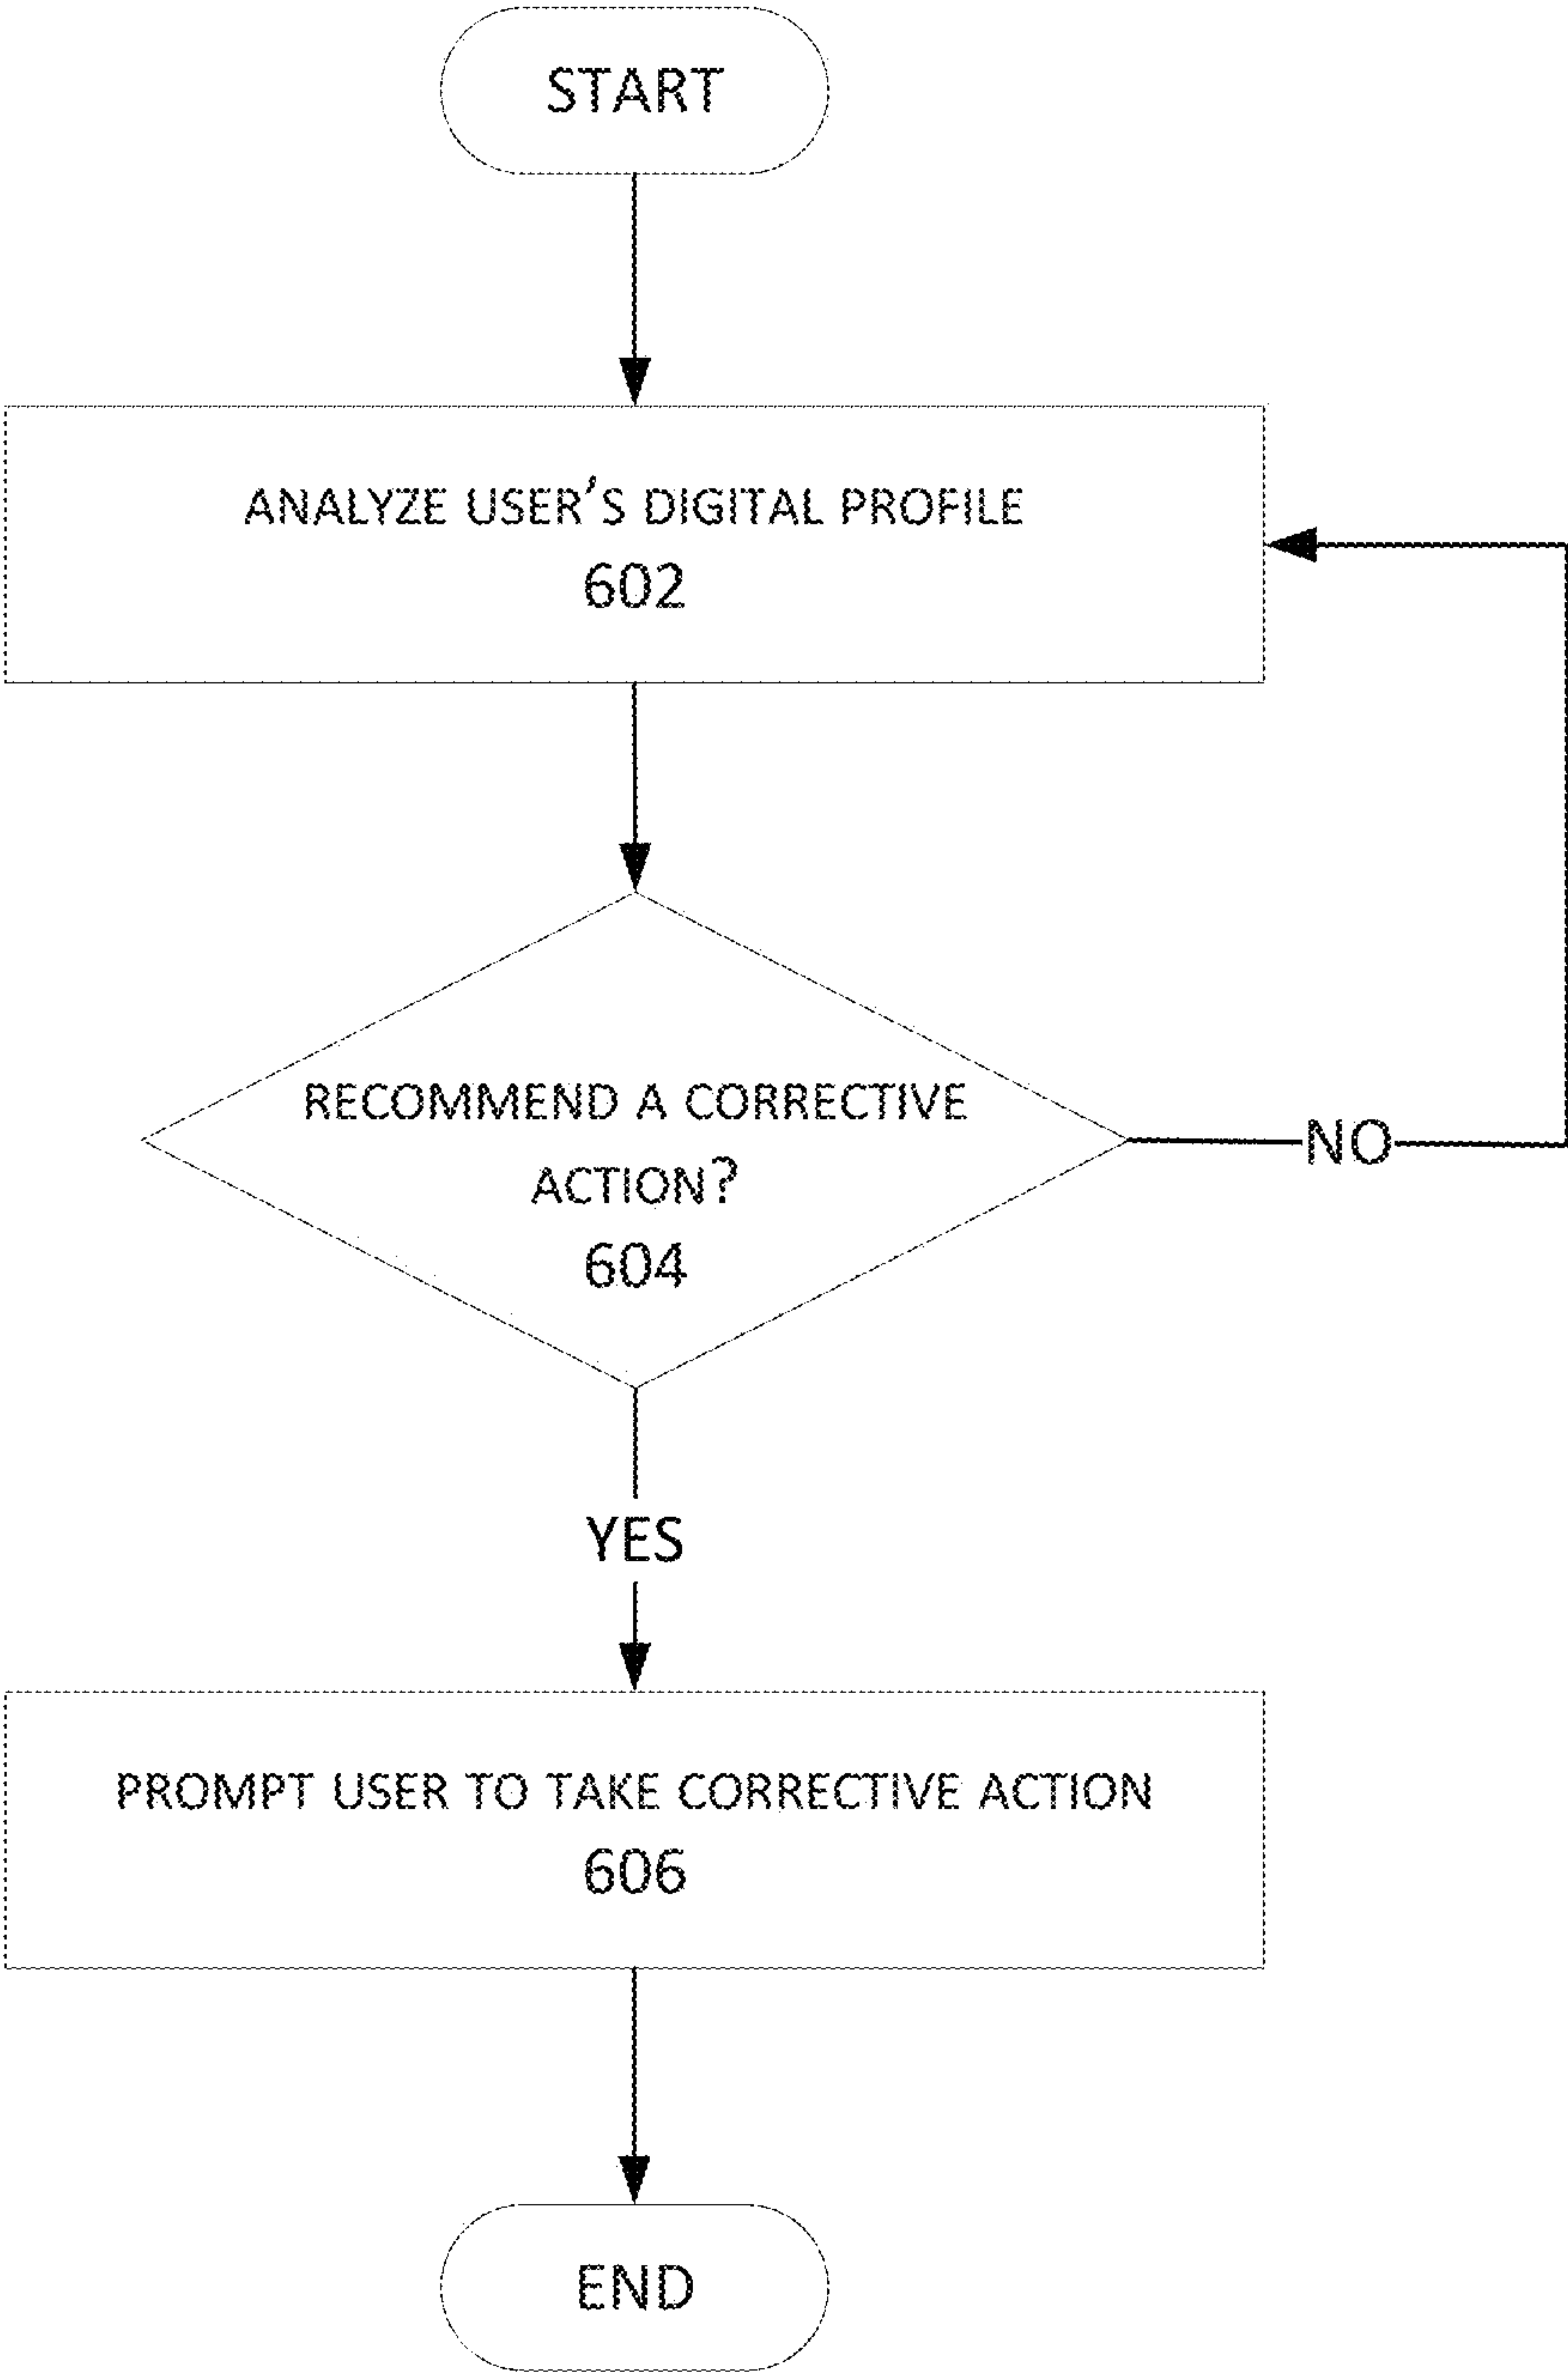 START
ANALYZE USER'S DIGITAL PROFILE
602
RECOMMEND A CORRECTIVE
ACTION?
604
NO
YES
PROMPT USER TO TAKE CORRECTIVE ACTION
606
END